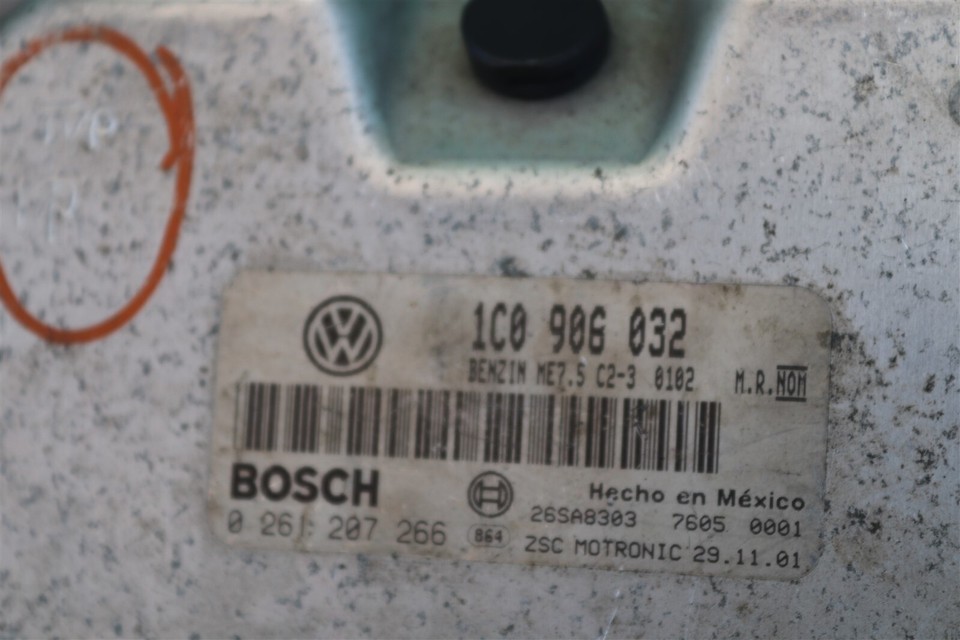 1C0 906 032
BENZIN ME7.5 C2-3 0102
M.R.NOM
BOSCH
Hecho en México
0 261 207 266
864
26SA8303 7605 0001
ZSC MOTRONIC 29.11.01